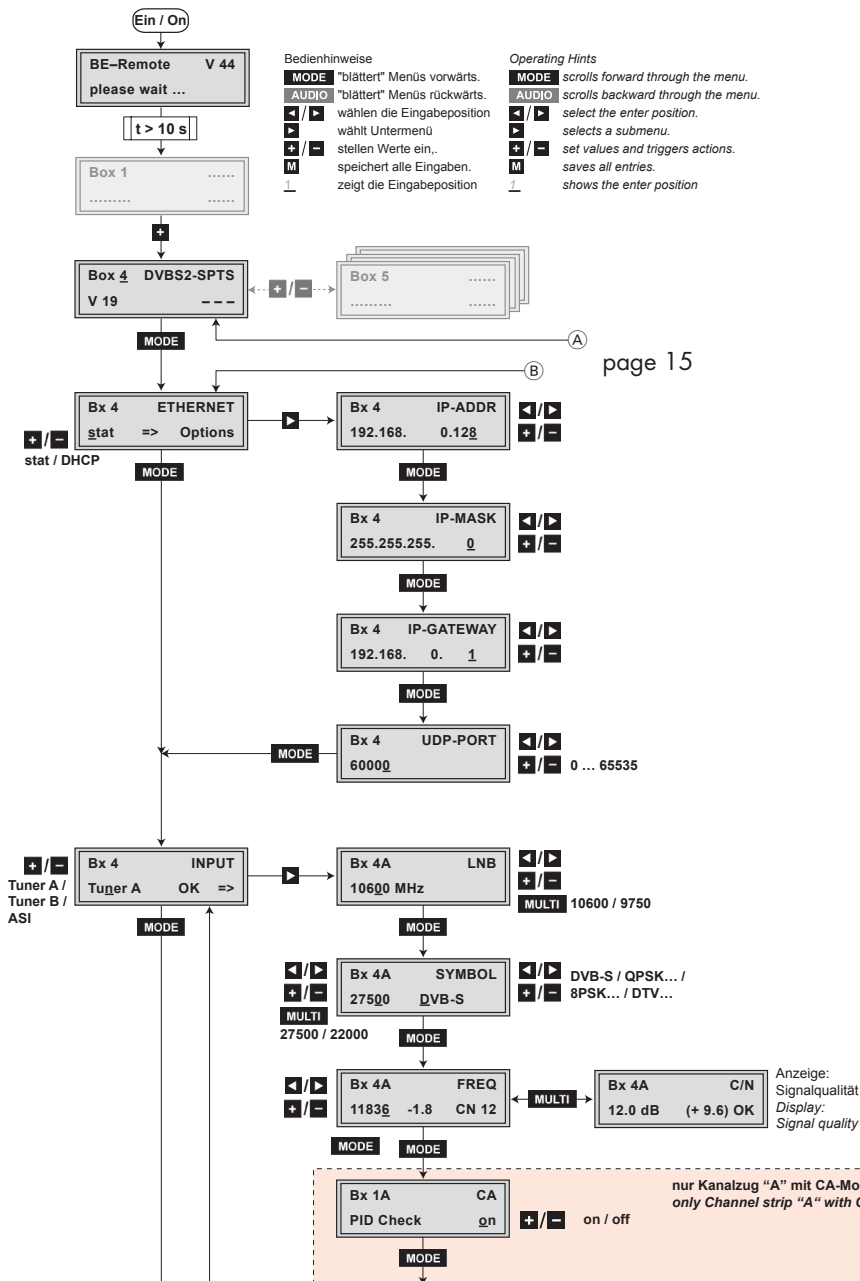 Ein / On
BE–Remote V 44
please wait ...
t > 10 s
Box 1 ......
......... ......
+
Box 4 DVBS2-SPTS
V 19 – – –
+ / −
Box 5 ......
......... ......
Bedienhinweise
MODE "blättert" Menüs vorwärts.
AUDIO "blättert" Menüs rückwärts.
◄ / ► wählen die Eingabeposition
► wählt Untermenü
+ / − stellen Werte ein,.
M speichert alle Eingaben.
1 zeigt die Eingabeposition
Operating Hints
MODE scrolls forward through the menu.
AUDIO scrolls backward through the menu.
◄ / ► select the enter position.
► selects a submenu.
+ / − set values and triggers actions.
M saves all entries.
1 shows the enter position
MODE
A
B
page 15
Bx 4 ETHERNET
stat => Options
+ / −
stat / DHCP
MODE
►
Bx 4 IP-ADDR
192.168. 0.128
◄ / ►
+ / −
MODE
Bx 4 IP-MASK
255.255.255. 0
◄ / ►
+ / −
MODE
Bx 4 IP-GATEWAY
192.168. 0. 1
◄ / ►
+ / −
MODE
Bx 4 UDP-PORT
60000
◄ / ►
+ / − 0 ... 65535
MODE
+ / −
Tuner A /
Tuner B /
ASI
Bx 4 INPUT
Tuner A OK =>
MODE
►
Bx 4A LNB
10600 MHz
◄ / ►
+ / −
MULTI 10600 / 9750
MODE
◄ / ►
+ / −
MULTI
27500 / 22000
Bx 4A SYMBOL
27500 DVB-S
◄ / ► DVB-S / QPSK... /
+ / − 8PSK... / DTV...
MODE
◄ / ►
+ / −
Bx 4A FREQ
11836 -1.8 CN 12
MULTI
Bx 4A C/N
12.0 dB (+ 9.6) OK
Anzeige:
Signalqualität
Display:
Signal quality
MODE MODE
nur Kanalzug “A” mit CA-Mo
only Channel strip “A“ with C
Bx 1A CA
PID Check on
+ / − on / off
MODE